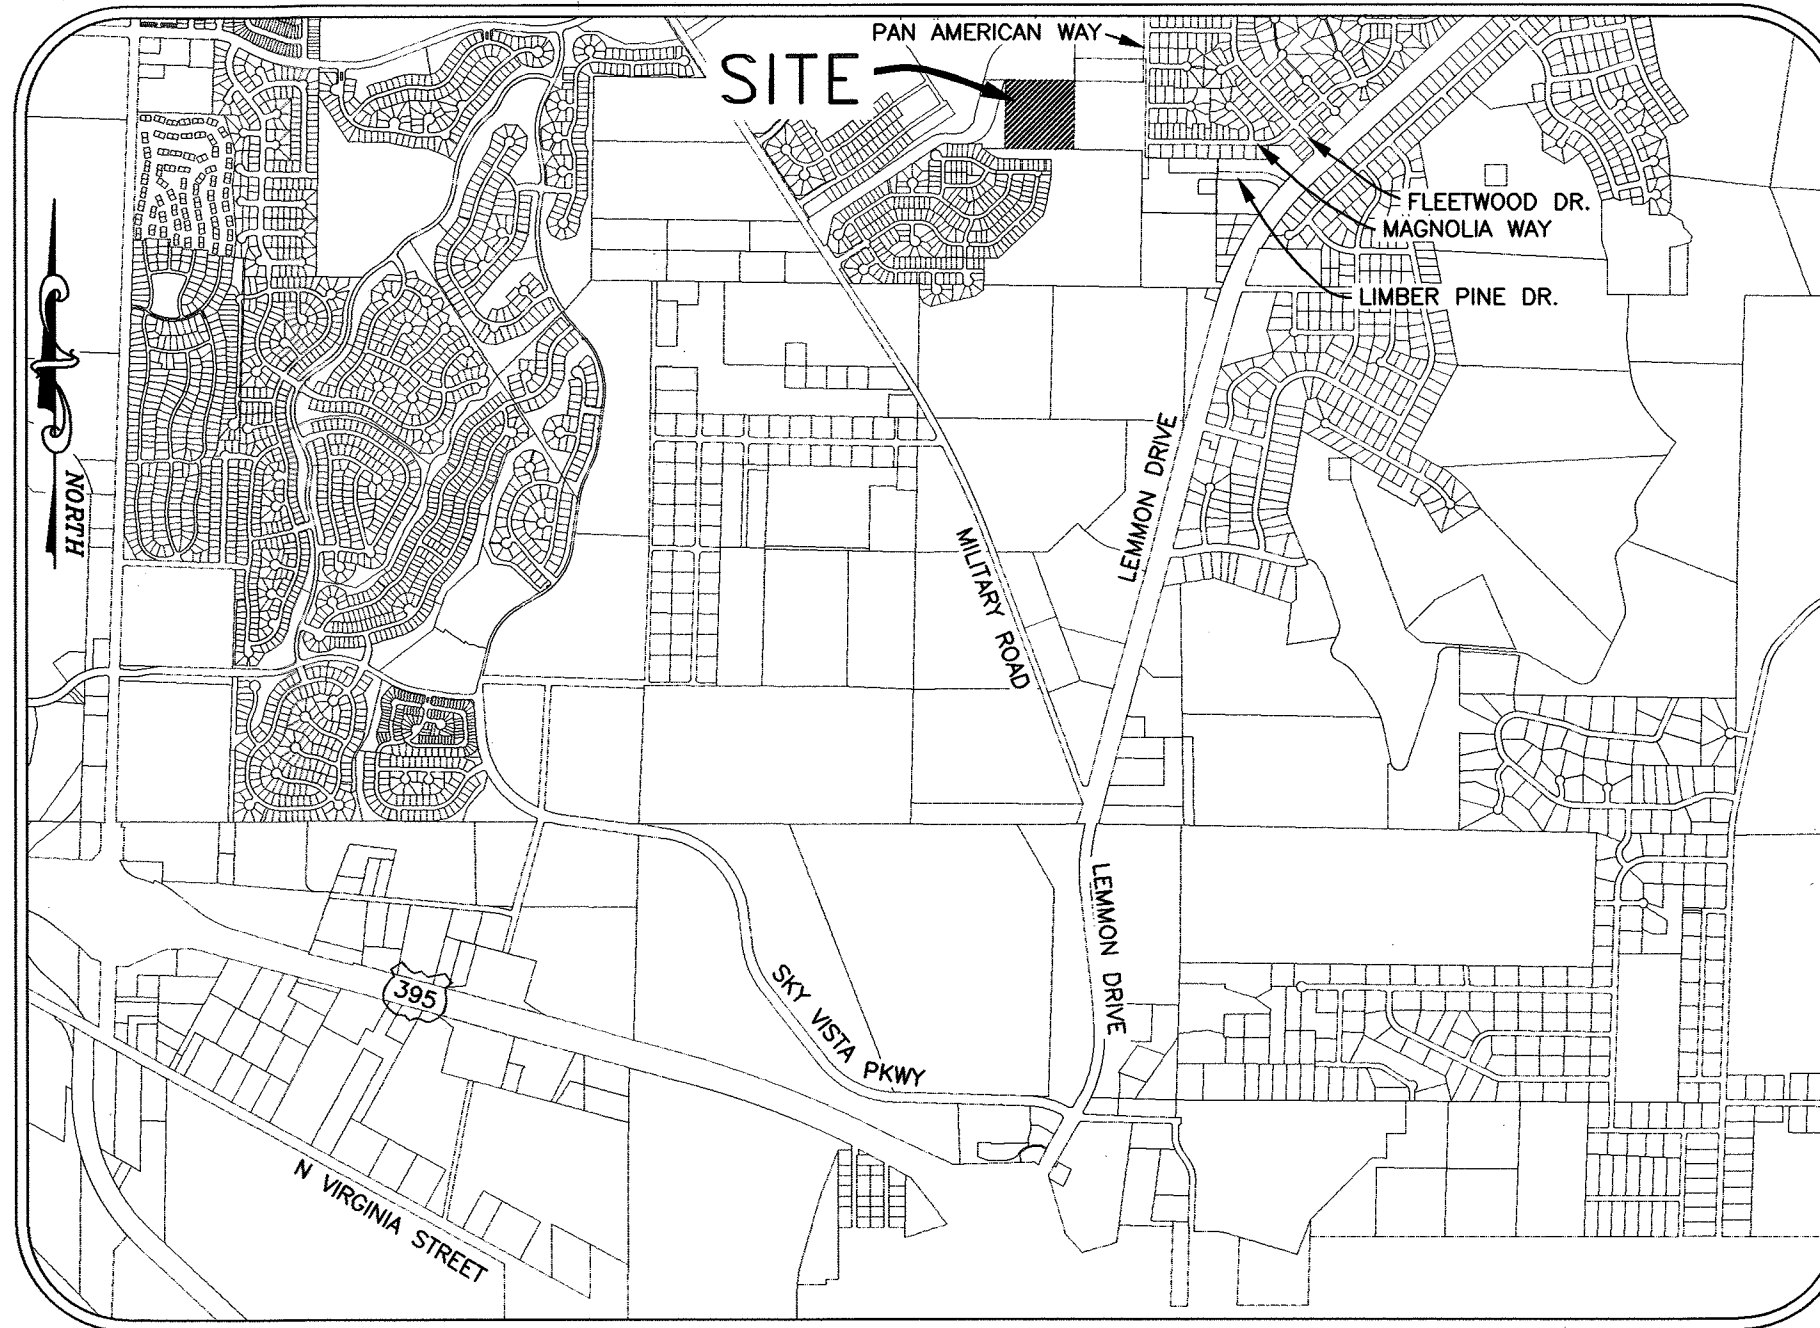 PAN AMERICAN WAY
SITE
FLEETWOOD DR.
MAGNOLIA WAY
LIMBER PINE DR.
NORTH
LEMMON DRIVE
MILITARY ROAD
LEMMON DRIVE
395
SKY VISTA PKWY
N VIRGINIA STREET